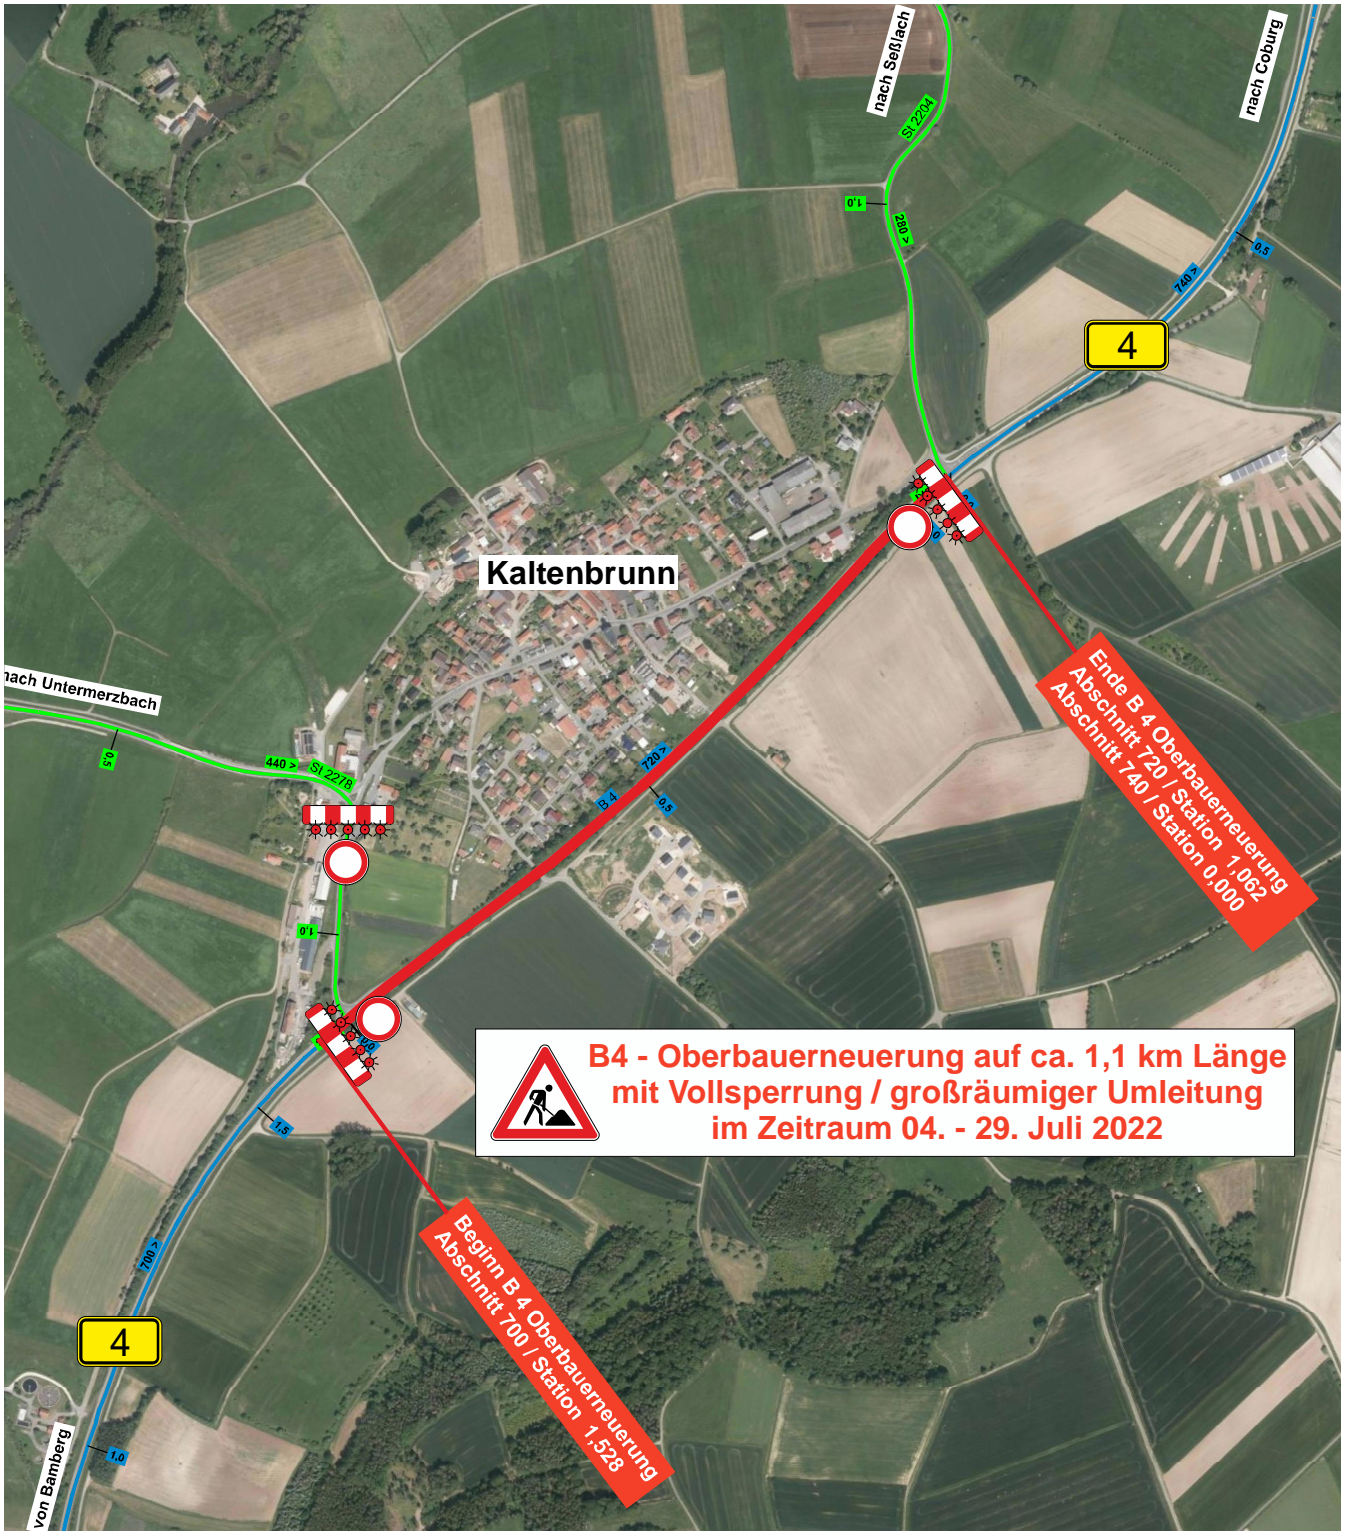 nach Seßlach
nach Coburg
St 2204
1,0
280 >
0,5
740 >
4
Kaltenbrunn
nach Untermerzbach
0,5
440 >
St 2278
720 >
B 4
0,5
Ende B 4 Oberbauerneuerung
Abschnitt 720 / Station 1,062
Abschnitt 740 / Station 0,000
1,0
B4 - Oberbauerneuerung auf ca. 1,1 km Länge
mit Vollsperrung / großräumiger Umleitung
im Zeitraum 04. - 29. Juli 2022
1,5
700 >
Beginn B 4 Oberbauerneuerung
Abschnitt 700 / Station 1,528
4
1,0
von Bamberg